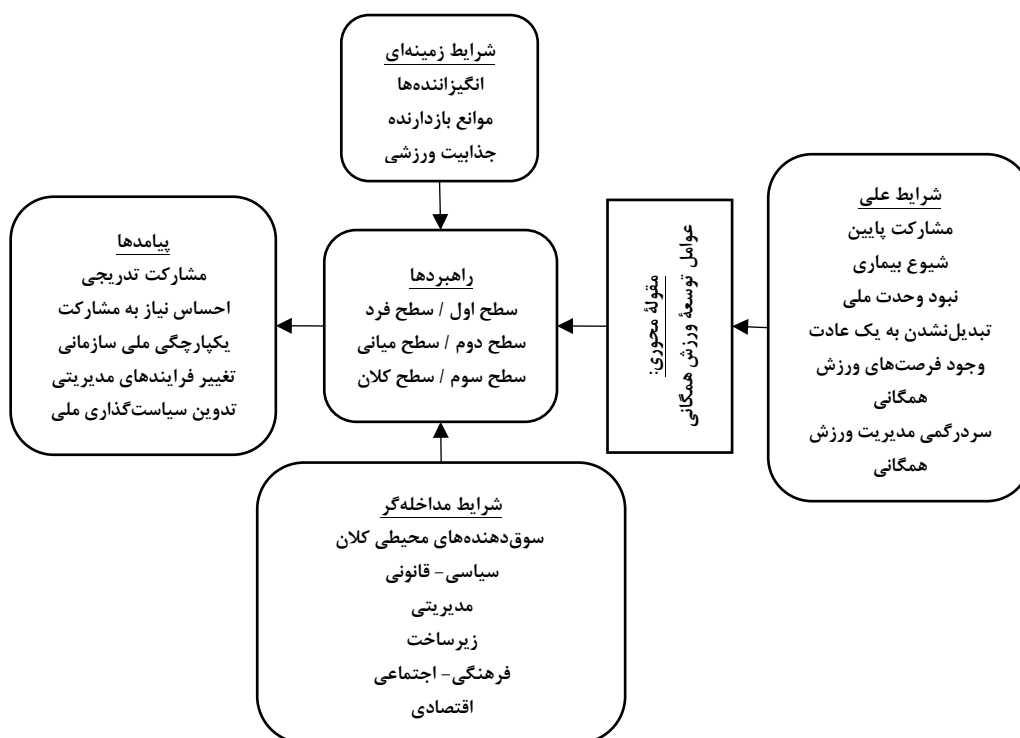 شرایط زمینه‌ای
انگیزاننده‌ها
موانع بازدارنده
جذابیت ورزشی
شرایط علی
مشارکت پایین
شیوع بیماری
نبود وحدت ملی
تبدیل‌نشدن به یک عادت
وجود فرصت‌های ورزش
همگانی
سردرگمی مدیریت ورزش
همگانی
مقولهٔ محوری:
عوامل توسعهٔ ورزش همگانی
راهبردها
سطح اول / سطح فرد
سطح دوم / سطح میانی
سطح سوم / سطح کلان
پیامدها
مشارکت تدریجی
احساس نیاز به مشارکت
یکپارچگی ملی سازمانی
تغییر فرایندهای مدیریتی
تدوین سیاست‌گذاری ملی
شرایط مداخله‌گر
سوق‌دهنده‌های محیطی کلان
سیاسی – قانونی
مدیریتی
زیرساخت
فرهنگی – اجتماعی
اقتصادی